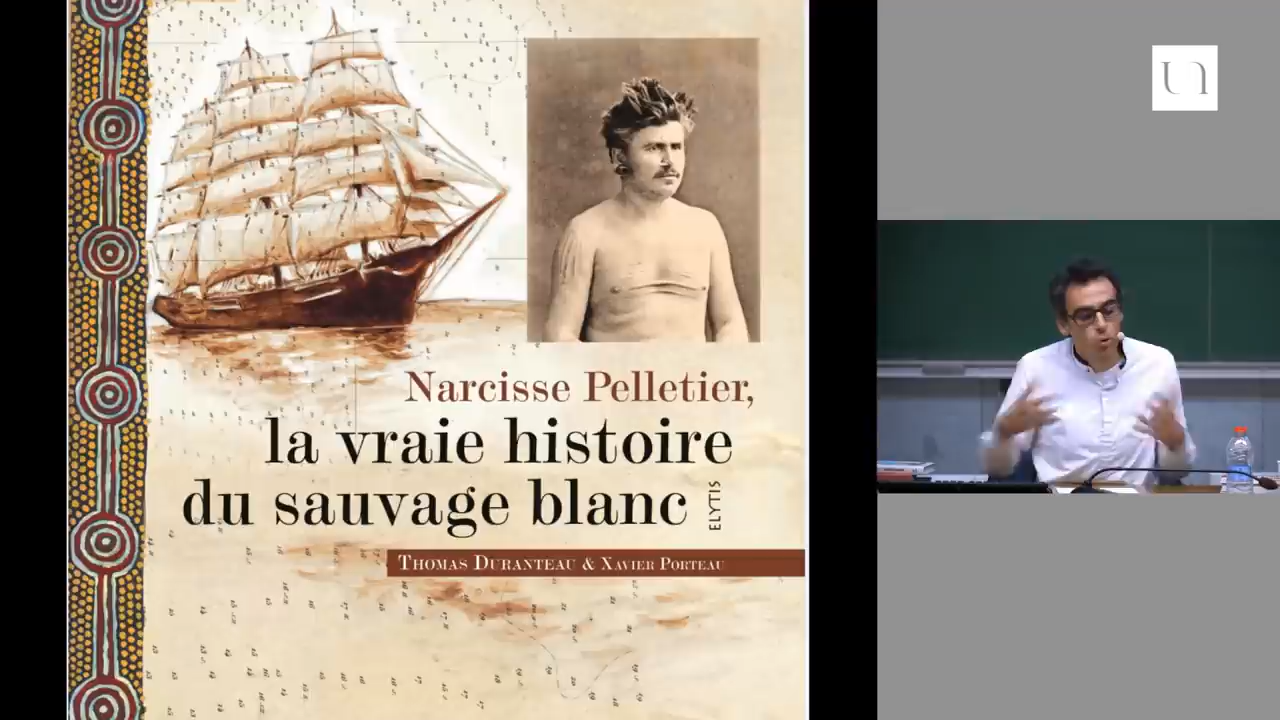 Narcisse Pelletier,
la vraie histoire
du sauvage blanc
ELYTIS
THOMAS DURANTEAU & XAVIER PORTEAU